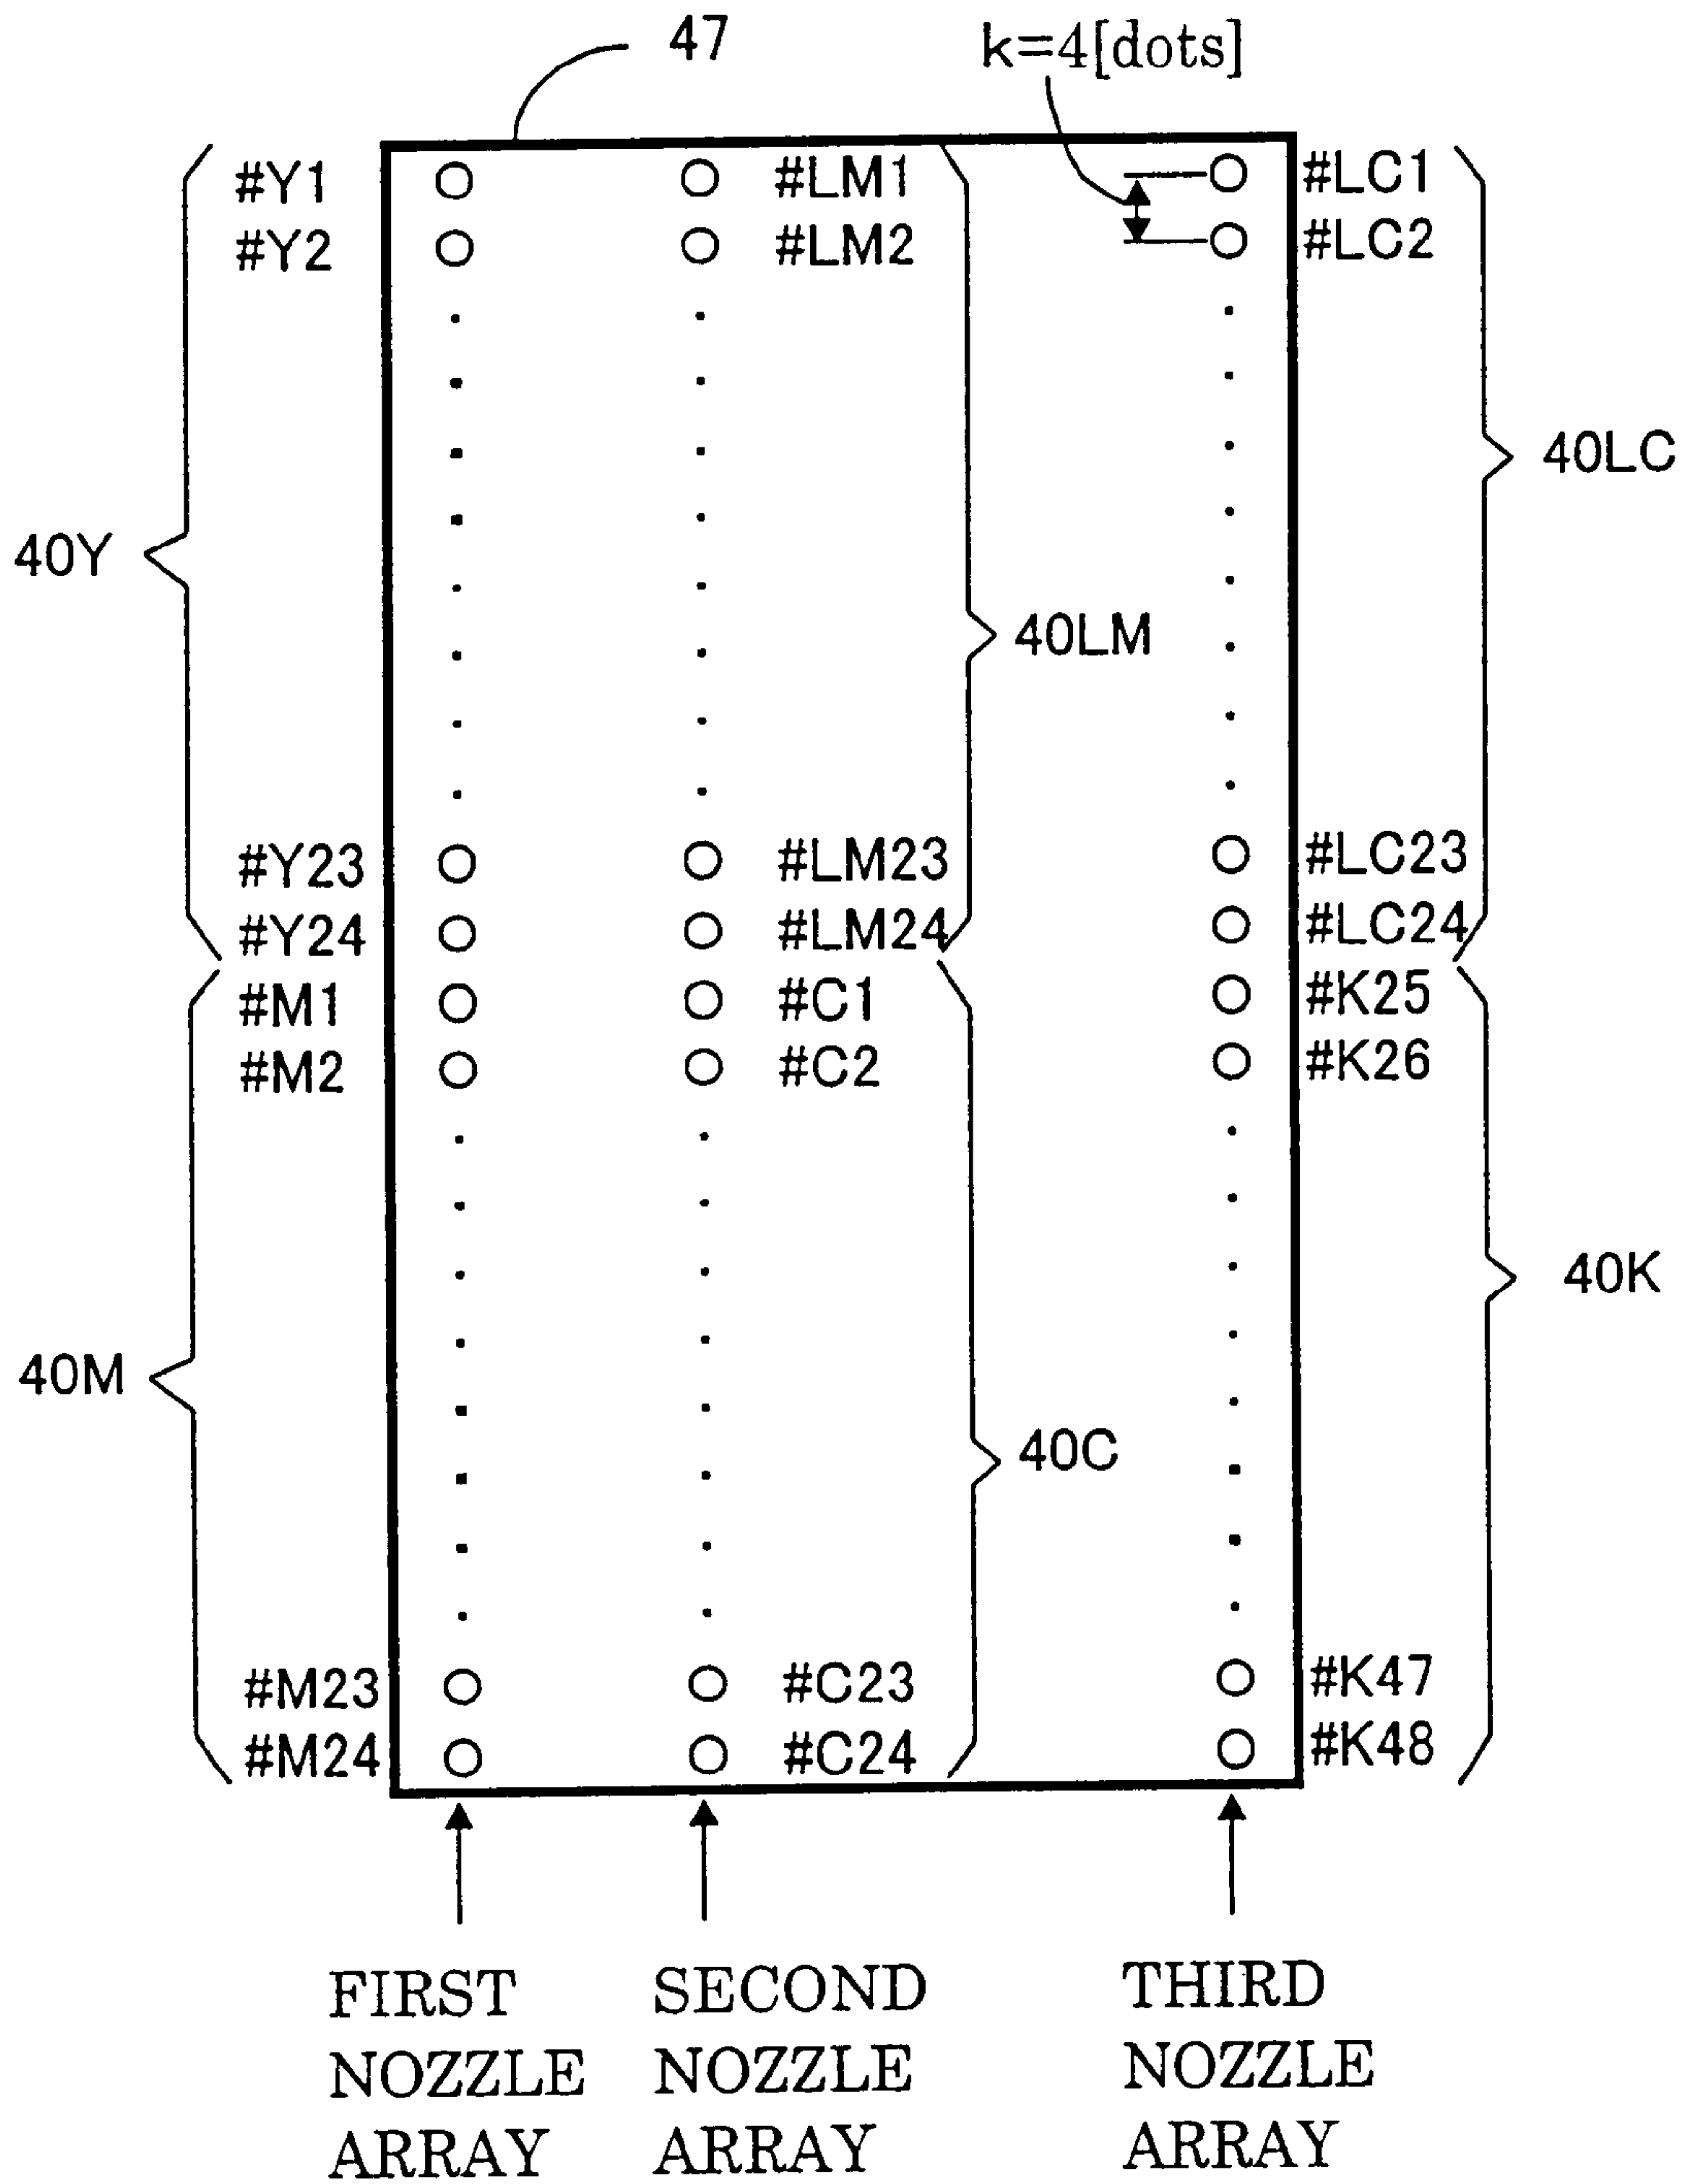 47
k=4[dots]
#Y1 #LM1 #LC1
#Y2 #LM2 #LC2
40LC
40Y
40LM
#Y23 #LM23 #LC23
#Y24 #LM24 #LC24
#M1 #C1 #K25
#M2 #C2 #K26
40K
40M
40C
#M23 #C23 #K47
#M24 #C24 #K48
FIRST NOZZLE ARRAY
SECOND NOZZLE ARRAY
THIRD NOZZLE ARRAY